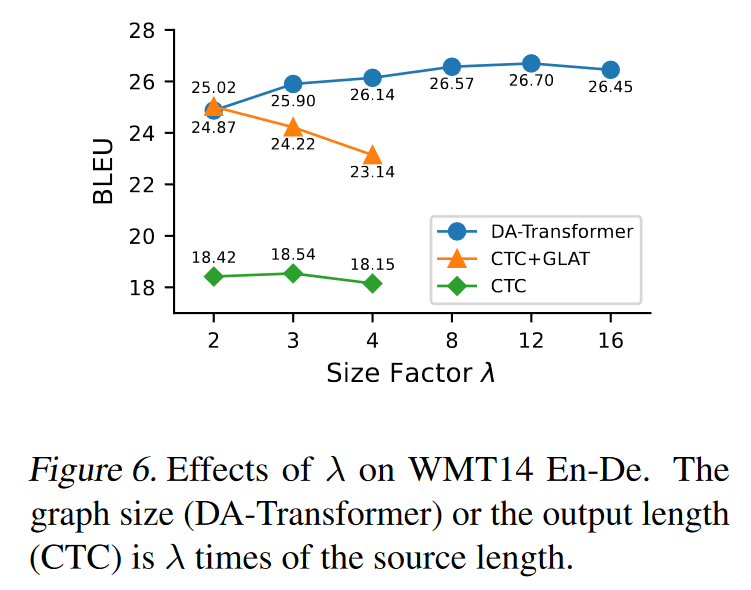 28
26
24
22
20
18
BLEU
25.02
24.87
25.90
24.22
26.14
23.14
26.57
26.70
26.45
18.42
18.54
18.15
DA-Transformer
CTC+GLAT
CTC
2 3 4 8 12 16
Size Factor λ
Figure 6. Effects of λ on WMT14 En-De. The
graph size (DA-Transformer) or the output length
(CTC) is λ times of the source length.